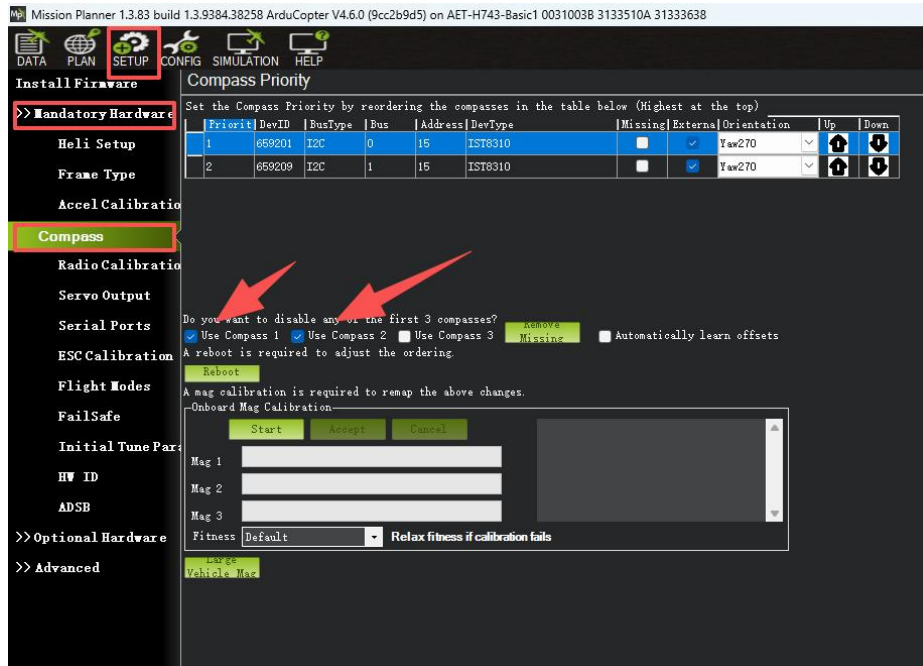 Mission Planner 1.3.83 build 1.3.9384.38258 ArduCopter V4.6.0 (9cc2b9d5) on AET-H743-Basic1 0031003B 3133510A 31333638
DATA PLAN SETUP CONFIG SIMULATION HELP
Install Firmware
>> Mandatory Hardware
Heli Setup
Frame Type
Accel Calibratio
Compass
Radio Calibratio
Servo Output
Serial Ports
ESC Calibration
Flight Modes
FailSafe
Initial Tune Para
HW ID
ADSB
>> Optional Hardware
>> Advanced
Compass Priority
Set the Compass Priority by reordering the compasses in the table below (Highest at the top)
Priorit DevID BusType Bus Address DevType Missing Externa Orientation Up Down
1 659201 I2C 0 15 IST8310 Yaw270
2 659209 I2C 1 15 IST8310 Yaw270
Do you want to disable any of the first 3 compasses?
Use Compass 1 Use Compass 2 Use Compass 3 Remove Missing Automatically learn offsets
A reboot is required to adjust the ordering.
Reboot
A mag calibration is required to remap the above changes.
Onboard Mag Calibration
Start Accept Cancel
Mag 1
Mag 2
Mag 3
Fitness Default Relax fitness if calibration fails
Large
Vehicle Mag